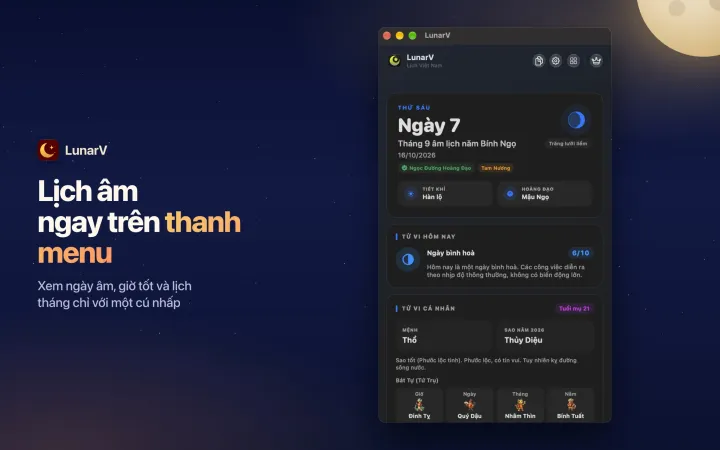 LunarV
Lịch âm
ngay trên thanh
menu
Xem ngày âm, giờ tốt và lịch
tháng chỉ với một cú nhấp
LunarV
LunarV
Lịch Việt Nam
THỨ SÁU
Ngày 7
Tháng 9 âm lịch năm Bính Ngọ
Trăng lưỡi liềm
16/10/2026
Ngọc Đường Hoàng Đạo
Tam Nương
TIẾT KHÍ
Hàn lộ
HOÀNG ĐẠO
Mậu Ngọ
TỬ VI HÔM NAY
Ngày bình hoà
6/10
Hôm nay là một ngày bình hoà. Các công việc diễn ra
theo nhịp độ thông thường, không có biến động lớn.
TỬ VI CÁ NHÂN
Tuổi mụ 21
MỆNH
Thổ
SAO NĂM 2026
Thủy Diệu
Sao tốt (Phước lộc tinh). Phước lộc, có tin vui. Tuy nhiên kỵ đường
sông nước.
Bát Tự (Tứ Trụ)
Giờ
Ngày
Tháng
Năm
Đinh Tỵ
Quý Dậu
Nhâm Thìn
Bính Tuất